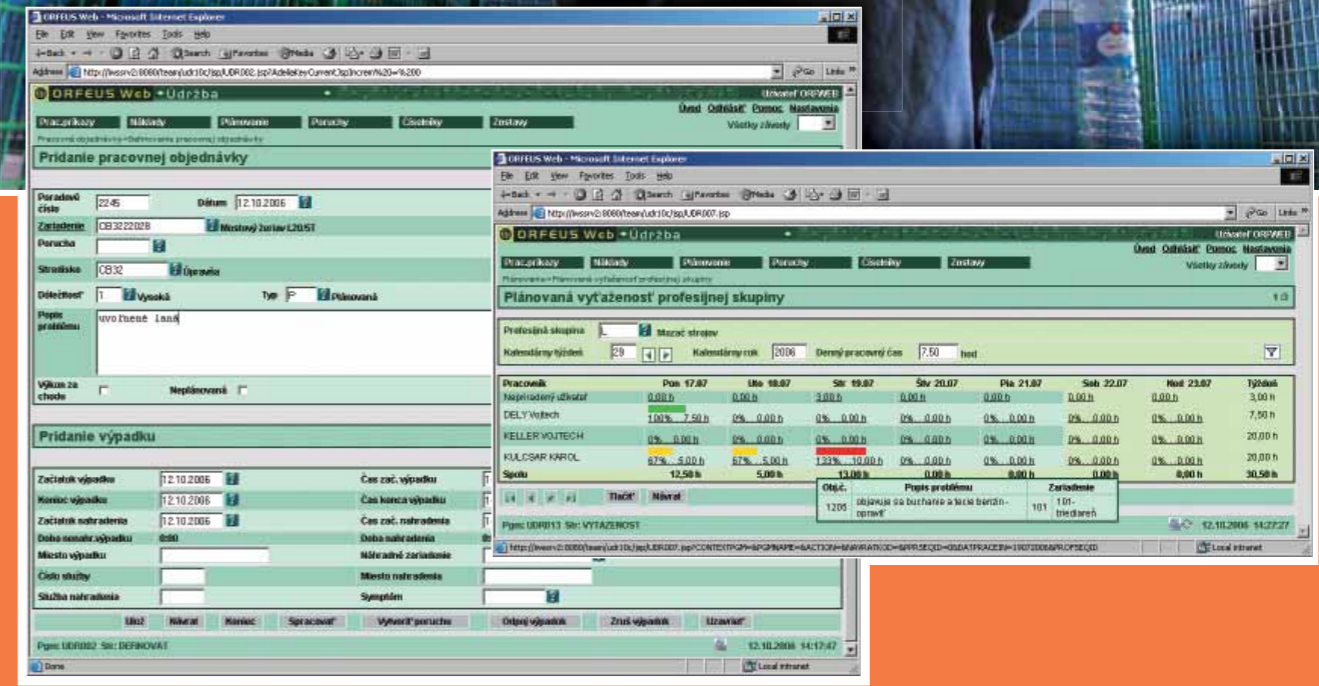 ORFEUS Web - Microsoft Internet Explorer
File Edit View Favorites Tools Help
Back Search Favorites Media
Address Go Links
ORFEUS Web Údržba Užívateľ ORFWEB
Úvod Odhlásiť Pomoc Nastavenia
Prac.príkazy Náklady Plánovanie Poruchy Číselníky Zostavy Všetky závody
Pridanie pracovnej objednávky
Poradové číslo 2245 Dátum 12.10.2006
Zariadenie CB3222028 Mostový žeriav L20/5T
Porucha
Stredisko CB32 Úpravňa
Dôležitosť 1 Vysoká Typ P Plánovaná
Popis problému uvoľnené laná
Výkon za chodu Neplánovaná
Pridanie výpadku
Začiatok výpadku 12.10.2006 Čas zač. výpadku
Koniec výpadku 12.10.2006 Čas konca výpadku
Začiatok nahradenia 12.10.2006 Čas zač. nahradenia
Doba nenahr.výpadku 0:00 Doba nahradenia
Miesto výpadku Náhradné zariadenie
Číslo služby Miesto nahradenia
Služba nahradenia Symptóm
Ulož Návrat Koniec Spracovať Vytvoriť poruchu Odpoj výpadok Zruš výpadok Uzavrieť
Pgm: UDR002 Str: DEFINOVAT 12.10.2006 14:17:47
Done Local intranet
ORFEUS Web - Microsoft Internet Explorer
File Edit View Favorites Tools Help
Back Search Favorites Media
Address Go Links
ORFEUS Web Údržba Užívateľ ORFWEB
Úvod Odhlásiť Pomoc Nastavenia
Prac.príkazy Náklady Plánovanie Poruchy Číselníky Zostavy Všetky závody
Plánovanie Plánovaná vyťaženosť profesijnej skupiny
Plánovaná vyťaženosť profesijnej skupiny 1/3
Profesijná skupina L Mazač strojov
Kalendárny týždeň 29 Kalendárny rok 2006 Denný pracovný čas 7.50 hod
Pracovník Pon 17.07 Uto 18.07 Str 19.07 Štv 20.07 Pia 21.07 Sob 22.07 Ned 23.07 Týždeň
Nepriradený užívateľ 0.00 h 0.00 h 3.00 h 0.00 h 0.00 h 0.00 h 0.00 h 3,00 h
DELY Vojtech 100% 7.50 h 0% 0.00 h 0% 0.00 h 0% 0.00 h 0% 0.00 h 0% 0.00 h 0% 0.00 h 7,50 h
KELLER VOJTECH 0% 0.00 h 0% 0.00 h 0% 0.00 h 0% 0.00 h 0% 0.00 h 0% 0.00 h 0% 0.00 h 20,00 h
KULCSAR KAROL 67% 5.00 h 67% 5.00 h 133% 10.00 h 0% 0.00 h 0% 0.00 h 0% 0.00 h 0% 0.00 h 20,00 h
Spolu 12,50 h 5,00 h 13,00 h 0,00 h 0,00 h 0,00 h 0,00 h 30,50 h
Tlačiť Návrat
Obj.č. Popis problému Zariadenie
1205 objavuje sa buchanie a tečie benzín-opraviť 101 101-triediareň
Pgm: UDR013 Str: VYTAZENOST 12.10.2006 14:27:27
Local intranet